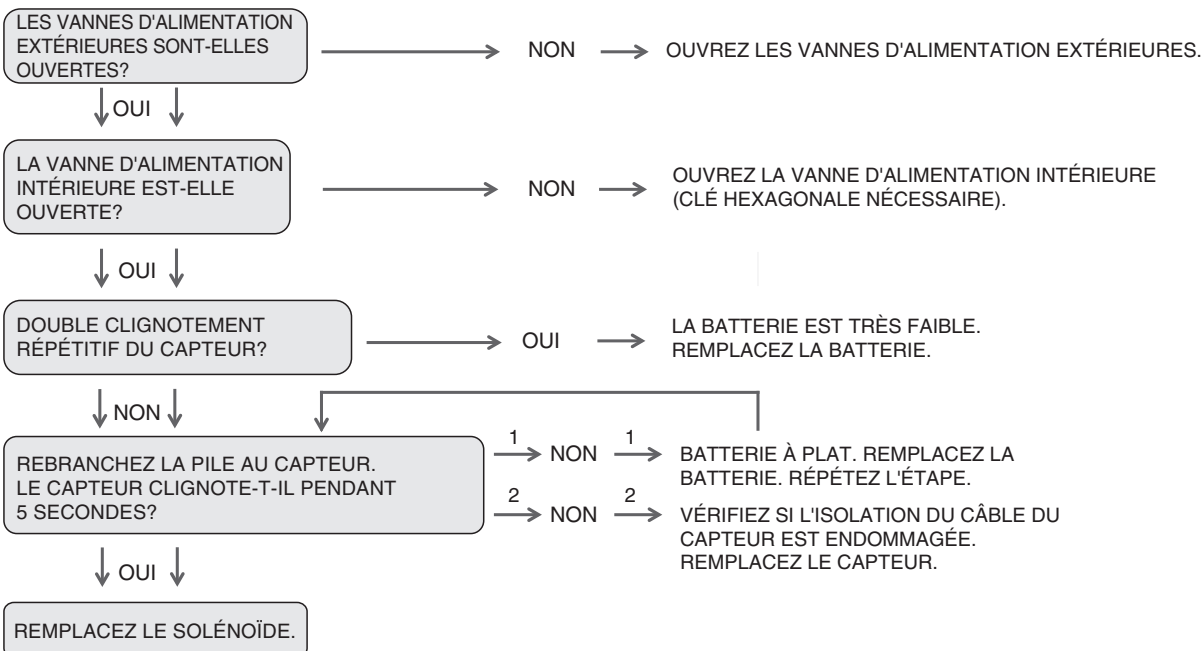 LES VANNES D'ALIMENTATION
EXTÉRIEURES SONT-ELLES
OUVERTES?
NON
OUVREZ LES VANNES D'ALIMENTATION EXTÉRIEURES.
OUI
LA VANNE D'ALIMENTATION
INTÉRIEURE EST-ELLE
OUVERTE?
NON
OUVREZ LA VANNE D'ALIMENTATION INTÉRIEURE
(CLÉ HEXAGONALE NÉCESSAIRE).
OUI
DOUBLE CLIGNOTEMENT
RÉPÉTITIF DU CAPTEUR?
OUI
LA BATTERIE EST TRÈS FAIBLE.
REMPLACEZ LA BATTERIE.
NON
REBRANCHEZ LA PILE AU CAPTEUR.
LE CAPTEUR CLIGNOTE-T-IL PENDANT
5 SECONDES?
1 NON 1
BATTERIE À PLAT. REMPLACEZ LA
BATTERIE. RÉPÉTEZ L'ÉTAPE.
2 NON 2
VÉRIFIEZ SI L'ISOLATION DU CÂBLE DU
CAPTEUR EST ENDOMMAGÉE.
REMPLACEZ LE CAPTEUR.
OUI
REMPLACEZ LE SOLÉNOÏDE.